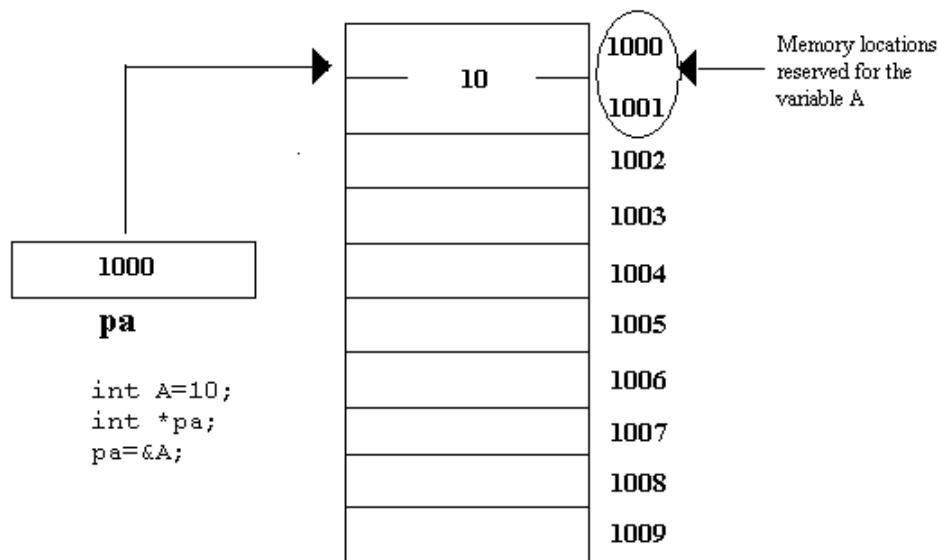 1000
Memory locations
reserved for the
variable A
10
1001
1002
1003
1000
1004
pa
1005
int A=10;
int *pa;
pa=&A;
1006
1007
1008
1009